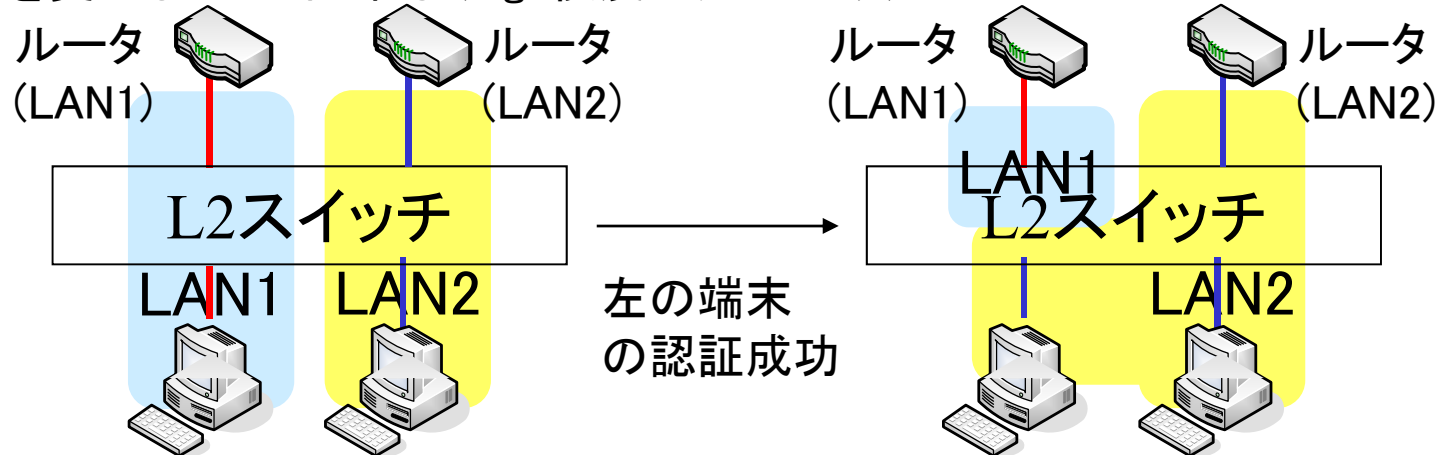 ルータ
(LAN1)
ルータ
(LAN2)
L2スイッチ
LAN1
LAN2
左の端末
の認証成功
ルータ
(LAN1)
ルータ
(LAN2)
LAN1
L2スイッチ
LAN2